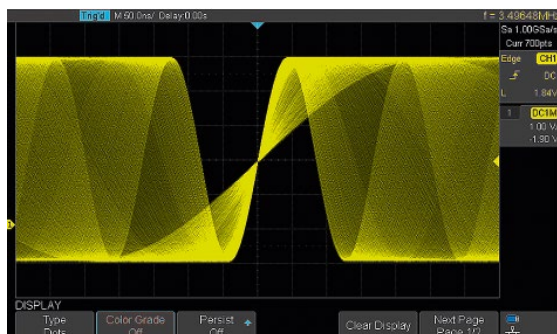 Trig'd M 50.0ns/ Delay:0.00s f = 3.49648MHz
Sa 1.00GSa/s
Curr 700pts
Edge CH1
DC
L 1.84V
1 DC1M
1.00 V/
-1.90 V
DISPLAY
Type Color Grade Persist Clear Display Next Page
Dots Off Off Page 1/2